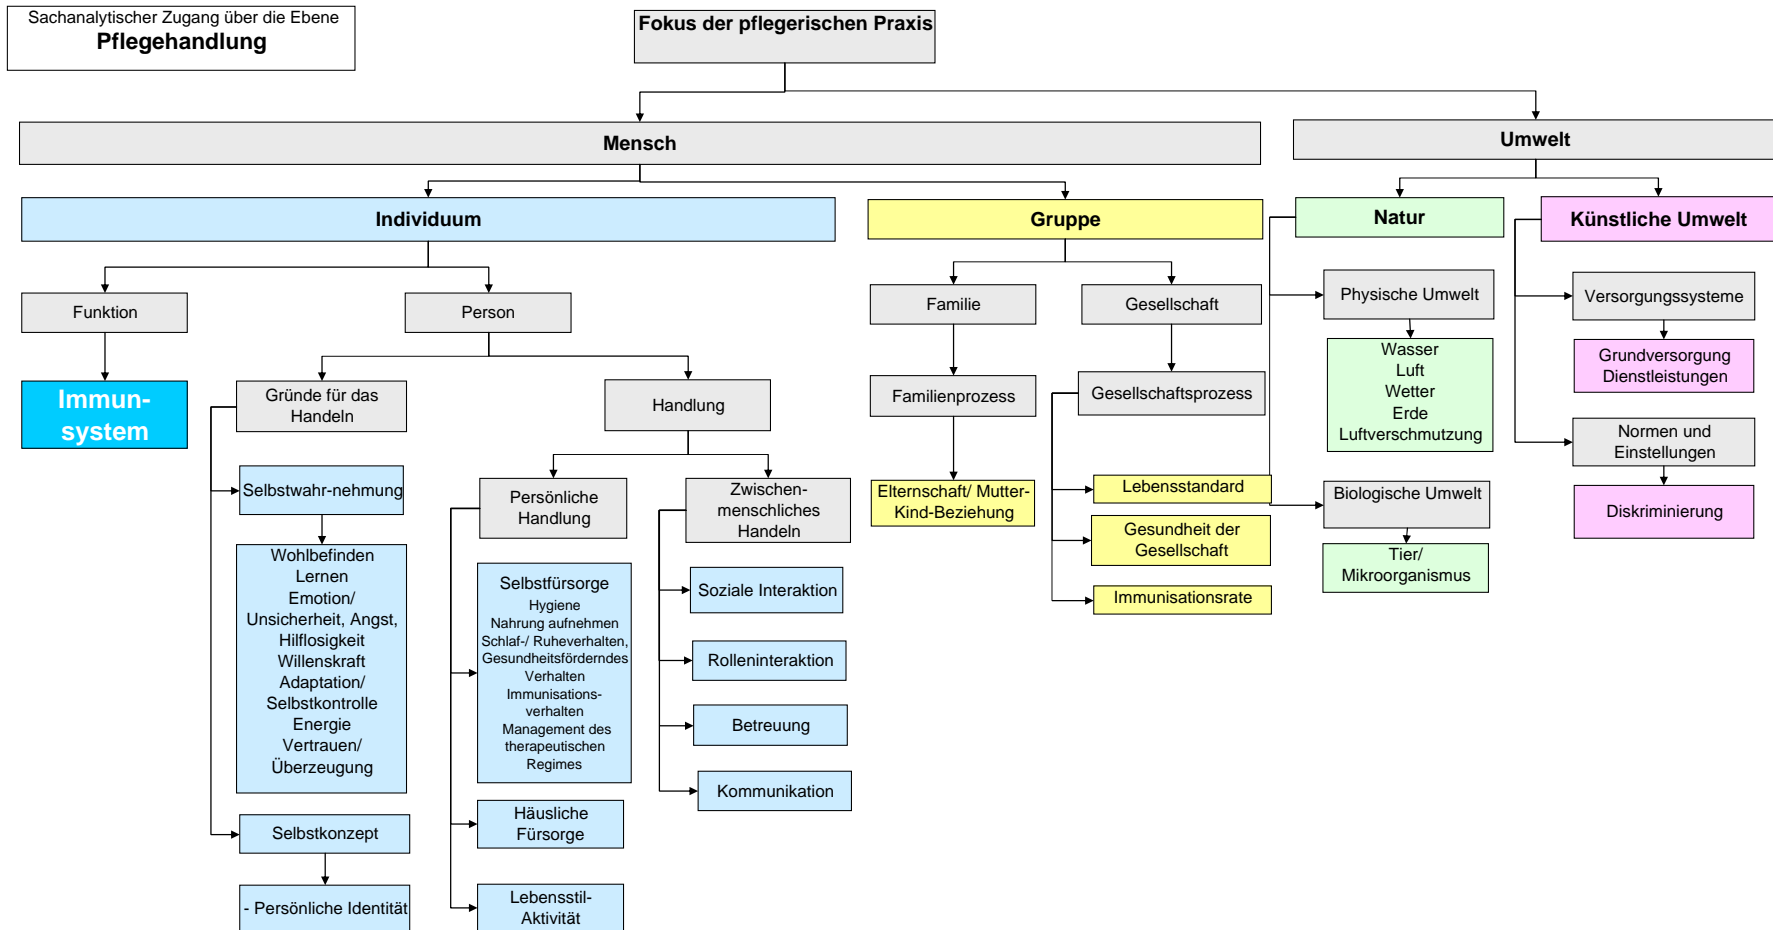 Sachanalytischer Zugang über die Ebene
Pflegehandlung
Fokus der pflegerischen Praxis
Mensch
Umwelt
Individuum
Gruppe
Natur
Künstliche Umwelt
Funktion
Person
Familie
Gesellschaft
Physische Umwelt
Versorgungssysteme
Immun-
system
Gründe für das
Handeln
Handlung
Familienprozess
Gesellschaftsprozess
Wasser
Luft
Wetter
Erde
Luftverschmutzung
Grundversorgung
Dienstleistungen
Normen und
Einstellungen
Selbstwahr-nehmung
Persönliche
Handlung
Zwischen-
menschliches
Handeln
Elternschaft/ Mutter-
Kind-Beziehung
Lebensstandard
Biologische Umwelt
Diskriminierung
Gesundheit der
Gesellschaft
Tier/
Mikroorganismus
Immunisationsrate
Wohlbefinden
Lernen
Emotion/
Unsicherheit, Angst,
Hilflosigkeit
Willenskraft
Adaptation/
Selbstkontrolle
Energie
Vertrauen/
Überzeugung
Selbstfürsorge
Hygiene
Nahrung aufnehmen
Schlaf-/ Ruheverhalten,
Gesundheitsförderndes
Verhalten
Immunisations-
verhalten
Management des
therapeutischen
Regimes
Soziale Interaktion
Rolleninteraktion
Betreuung
Kommunikation
Selbstkonzept
Häusliche
Fürsorge
- Persönliche Identität
Lebensstil-
Aktivität